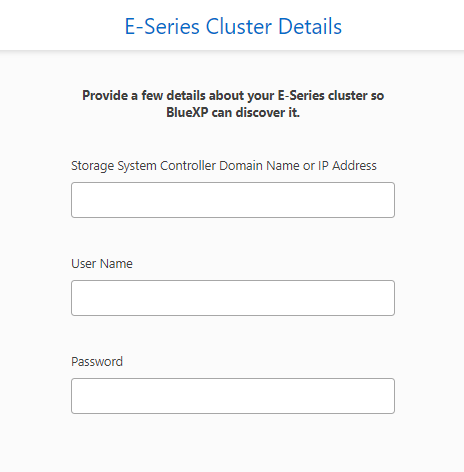 E-Series Cluster Details
Provide a few details about your E-Series cluster so
BlueXP can discover it.
Storage System Controller Domain Name or IP Address
User Name
Password